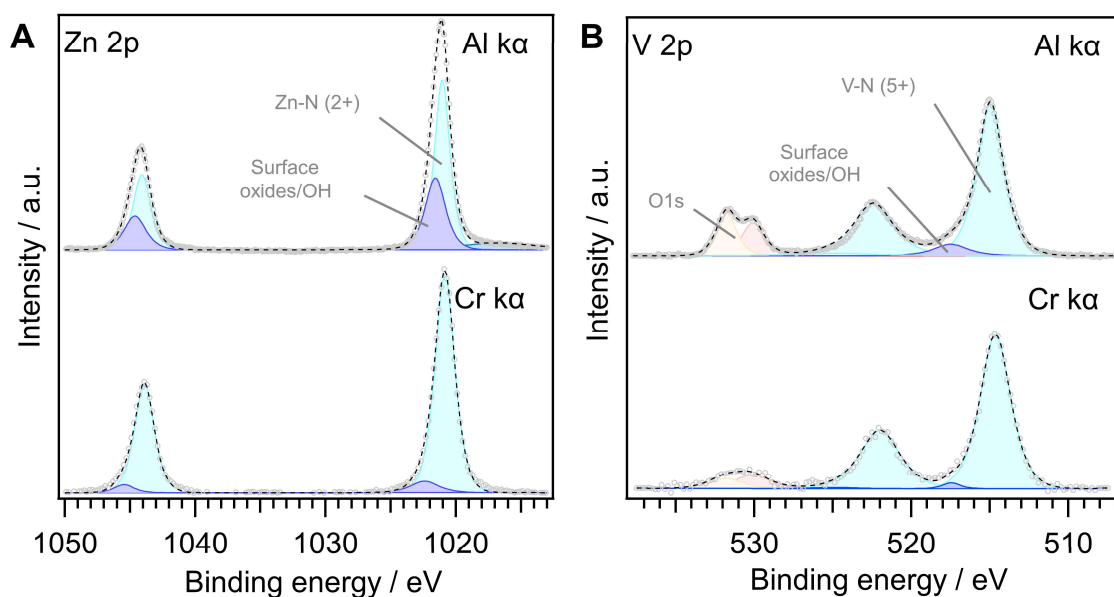 A
Zn 2p
Al kα
Zn-N (2+)
Surface
oxides/OH
Cr kα
Intensity / a.u.
1050
1040
1030
1020
Binding energy / eV
B
V 2p
Al kα
V-N (5+)
Surface
oxides/OH
O1s
Cr kα
Intensity / a.u.
530
520
510
Binding energy / eV